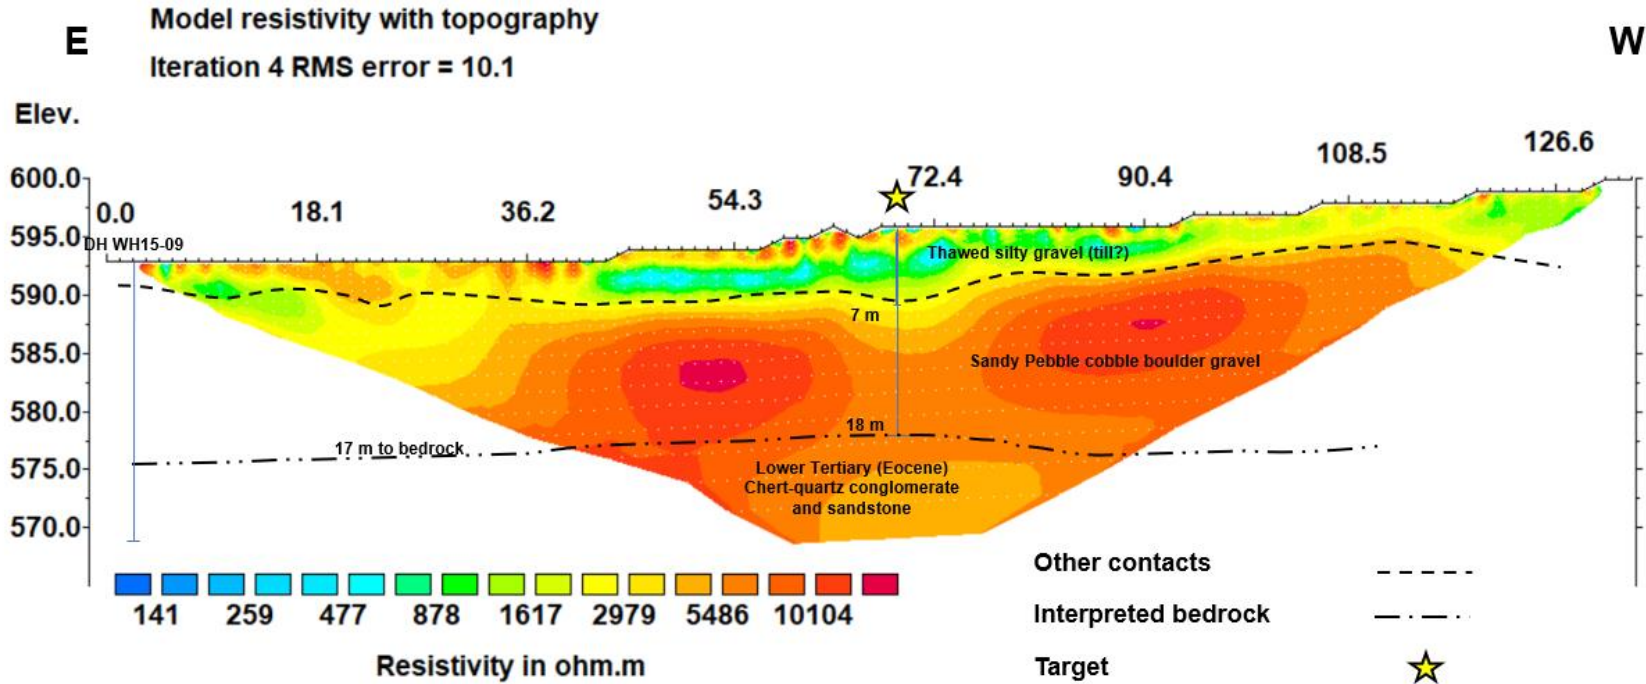 Model resistivity with topography
E
W
Iteration 4 RMS error = 10.1
Elev.
126.6
108.5
600.0
72.4
90.4
54.3
0.0
18.1
36.2
595.0
DH WH15-09
Thawed silty gravel (till?)
590.0
7 m
585.0
Sandy Pebble cobble boulder gravel
580.0
18 m
17 m to bedrock
575.0
Lower Tertiary (Eocene)
Chert-quartz conglomerate
and sandstone
570.0
Other contacts
141 259 477 878 1617 2979 5486 10104
Interpreted bedrock
Resistivity in ohm.m
Target